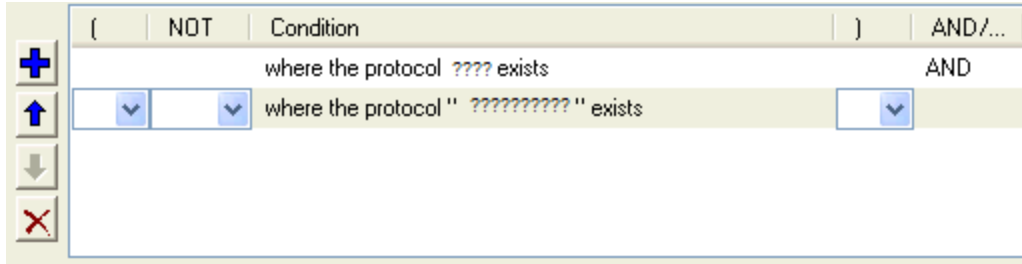 ( NOT Condition ) AND/...
where the protocol ???? exists AND
where the protocol " ?????????? " exists